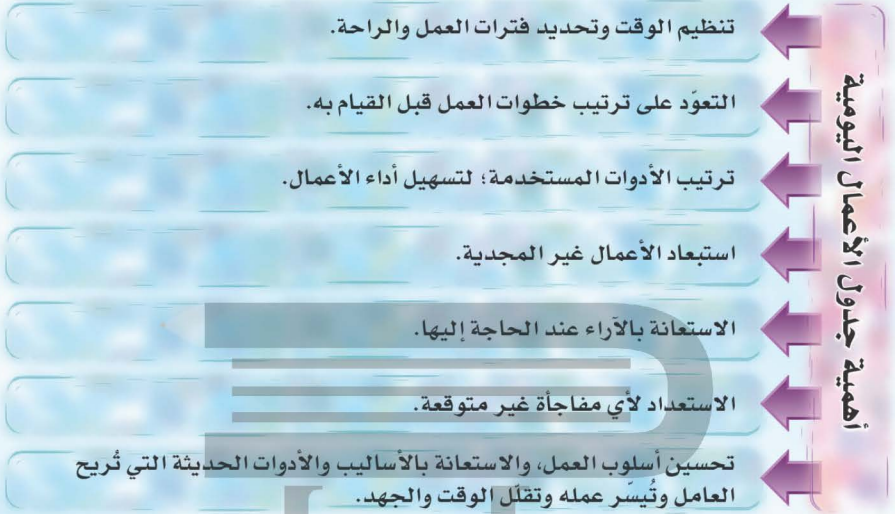 أهمية جدول الأعمال اليومية
تنظيم الوقت وتحديد فترات العمل والراحة.
التعوّد على ترتيب خطوات العمل قبل القيام به.
ترتيب الأدوات المستخدمة؛ لتسهيل أداء الأعمال.
استبعاد الأعمال غير المجدية.
الاستعانة بالآراء عند الحاجة إليها.
الاستعداد لأي مفاجأة غير متوقعة.
تحسين أسلوب العمل، والاستعانة بالأساليب والأدوات الحديثة التي تُريح
العامل وتُيسّر عمله وتقلّل الوقت والجهد.